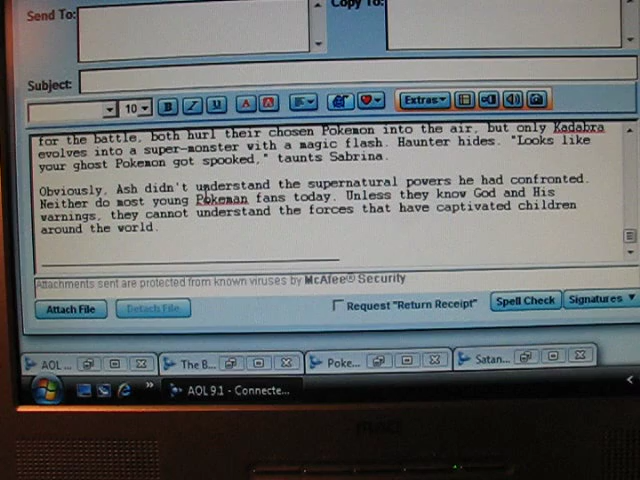 Send To:
Copy To:
Subject:
10
B I U A A
Extras
for the battle, both hurl their chosen Pokemon into the air, but only Kadabra
evolves into a super-monster with a magic flash. Haunter hides. "Looks like
your ghost Pokemon got spooked," taunts Sabrina.
Obviously, Ash didn't understand the supernatural powers he had confronted.
Neither do most young Pokeman fans today. Unless they know God and His
warnings, they cannot understand the forces that have captivated children
around the world.
Attachments sent are protected from known viruses by McAfee® Security
Attach File
Detach File
Request "Return Receipt"
Spell Check
Signatures
AOL ...
The B...
Poke...
Satan...
AOL 9.1 - Connecte...